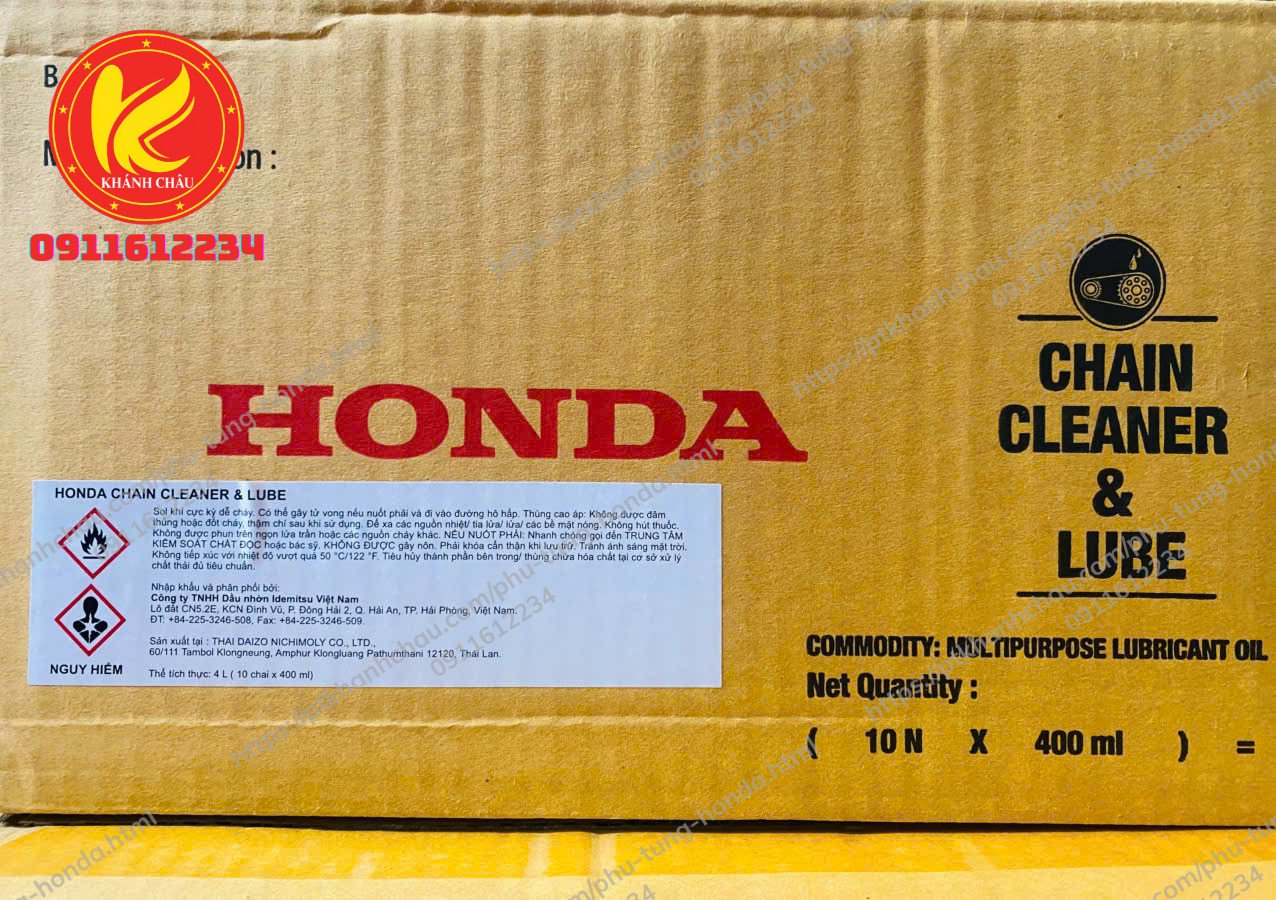 B
KHÁNH CHÂU
on :
0911612234
HONDA
CHAIN
CLEANER
&
LUBE
HONDA CHAIN CLEANER & LUBE
Sol khí cực kỳ dễ cháy. Có thể gây tử vong nếu nuốt phải và đi vào đường hô hấp. Thùng cao áp: Không được đâm
thủng hoặc đốt cháy, thậm chí sau khi sử dụng. Để xa các nguồn nhiệt/ tia lửa/ lửa/ các bề mặt nóng. Không hút thuốc.
Không được phun trên ngọn lửa trần hoặc các nguồn cháy khác. NẾU NUỐT PHẢI: Nhanh chóng gọi đến TRUNG TÂM
KIỂM SOÁT CHẤT ĐỘC hoặc bác sỹ. KHÔNG ĐƯỢC gây nôn. Phải khóa cẩn thận khi lưu trữ. Tránh ánh sáng mặt trời.
Không tiếp xúc với nhiệt độ vượt quá 50 °C/122 °F. Tiêu hủy thành phần bên trong/ thùng chứa hóa chất tại cơ sở xử lý
chất thải đủ tiêu chuẩn.
Nhập khẩu và phân phối bởi:
Công ty TNHH Dầu nhờn Idemitsu Việt Nam
Lô đất CN5.2E, KCN Đình Vũ, P. Đông Hải 2, Q. Hải An, TP. Hải Phòng, Việt Nam.
ĐT: +84-225-3246-508, Fax: +84-225-3246-509.
Sản xuất tại : THAI DAIZO NICHIMOLY CO., LTD.,
60/111 Tambol Klongneung, Amphur Klongluang Pathumthani 12120, Thái Lan.
NGUY HIỂM
Thể tích thực: 4 L ( 10 chai x 400 ml)
COMMODITY: MULTIPURPOSE LUBRICANT OIL
Net Quantity :
( 10 N X 400 ml ) =
https://ptkhanhchau.com/phu-tung-honda.html
0911612234